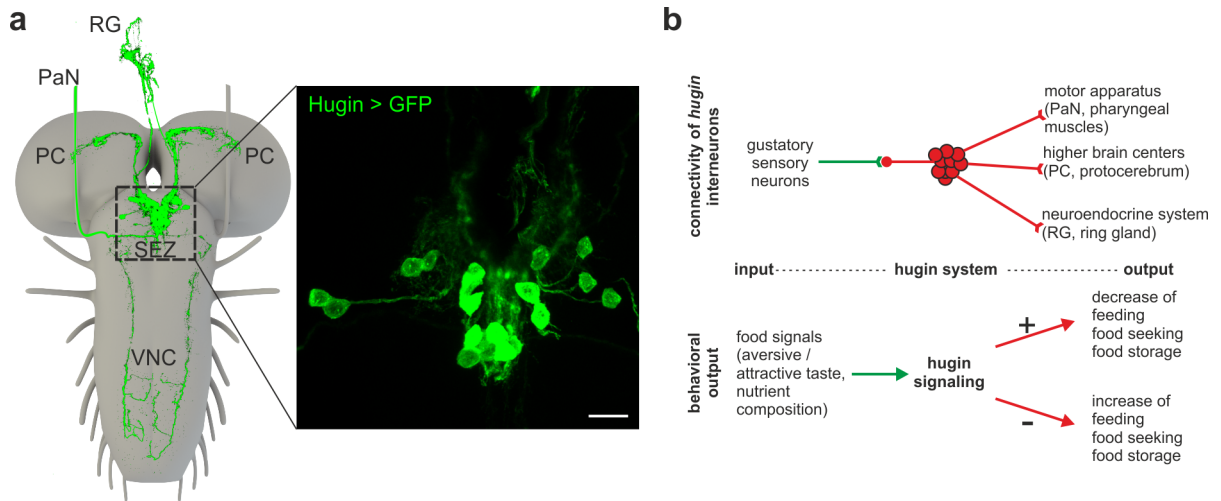 a
RG
PaN
PC
PC
SEZ
VNC
Hugin > GFP
b
connectivity of hugin
interneurons
gustatory
sensory
neurons
motor apparatus
(PaN, pharyngeal
muscles)
higher brain centers
(PC, protocerebrum)
neuroendocrine system
(RG, ring gland)
input hugin system output
behavioral
output
food signals
(aversive /
attractive taste,
nutrient
composition)
hugin
signaling
+
decrease of
feeding
food seeking
food storage
-
increase of
feeding
food seeking
food storage